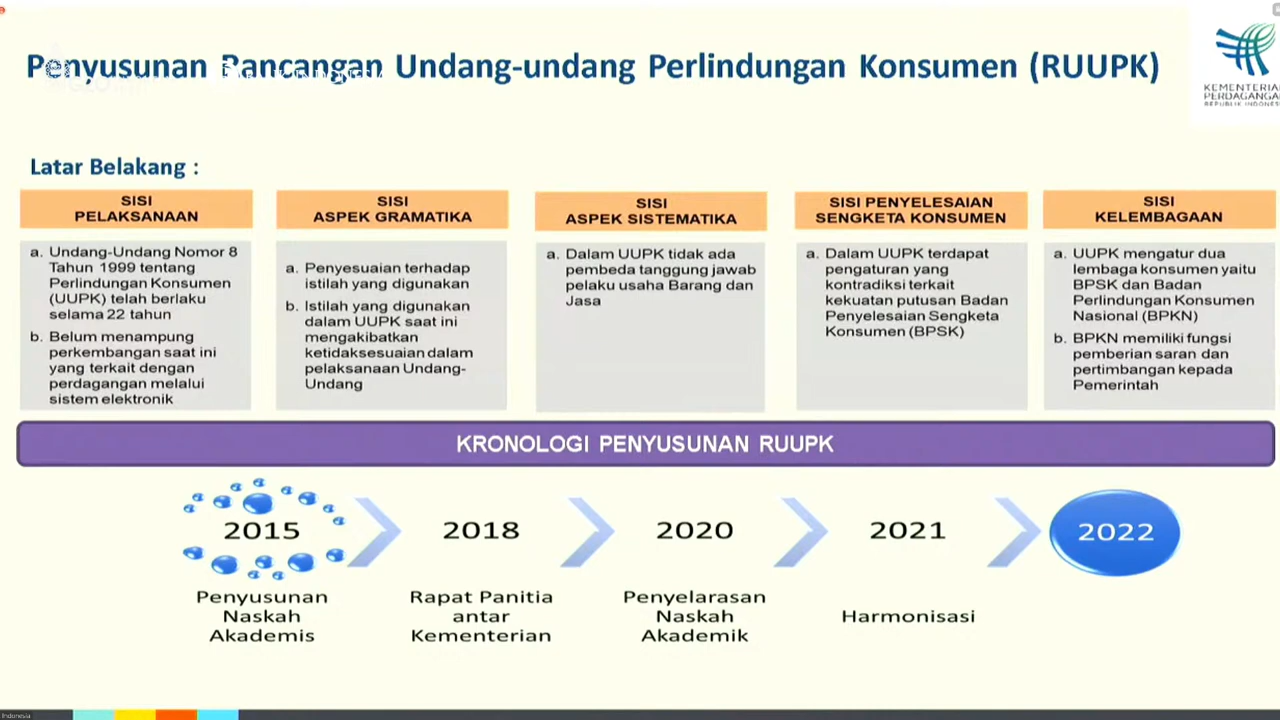 Penyusunan Rancangan Undang-undang Perlindungan Konsumen (RUUPK)
KEMENTERIA
PERDAGANGA
REPUBLIK INDONES
Latar Belakang :
SISI
PELAKSANAAN
a. Undang-Undang Nomor 8
Tahun 1999 tentang
Perlindungan Konsumen
(UUPK) telah berlaku
selama 22 tahun
b. Belum menampung
perkembangan saat ini
yang terkait dengan
perdagangan melalui
sistem elektronik
SISI
ASPEK GRAMATIKA
a. Penyesuaian terhadap
istilah yang digunakan
b. Istilah yang digunakan
dalam UUPK saat ini
mengakibatkan
ketidaksesuaian dalam
pelaksanaan Undang-
Undang
SISI
ASPEK SISTEMATIKA
a. Dalam UUPK tidak ada
pembeda tanggung jawab
pelaku usaha Barang dan
Jasa
SISI PENYELESAIAN
SENGKETA KONSUMEN
a. Dalam UUPK terdapat
pengaturan yang
kontradiksi terkait
kekuatan putusan Badan
Penyelesaian Sengketa
Konsumen (BPSK)
SISI
KELEMBAGAAN
a. UUPK mengatur dua
lembaga konsumen yaitu
BPSK dan Badan
Perlindungan Konsumen
Nasional (BPKN)
b. BPKN memiliki fungsi
pemberian saran dan
pertimbangan kepada
Pemerintah
KRONOLOGI PENYUSUNAN RUUPK
2015
Penyusunan
Naskah
Akademis
2018
Rapat Panitia
antar
Kementerian
2020
Penyelarasan
Naskah
Akademik
2021
Harmonisasi
2022
Indonesia